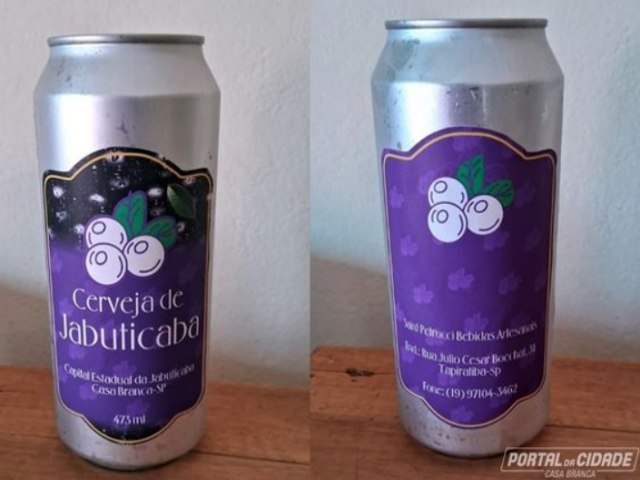 Cerveja de
Jabuticaba
Capital Estadual da Jabuticaba
Casa Branca-SP
473 ml
Saint Petrucci Bebidas Artesanais
End.: Rua Julio Cesar Bocchat, 31
Tapiratiba-Sp
Fone: (19) 97104-3462
PORTAL DA CIDADE
CASA BRANCA